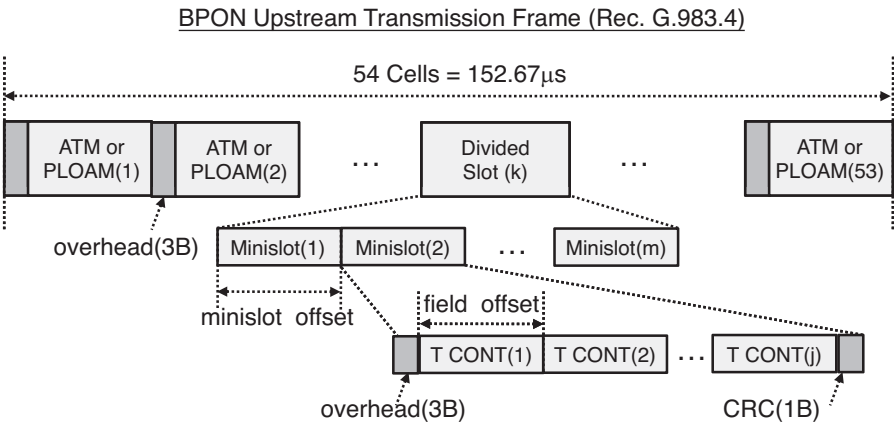 BPON Upstream Transmission Frame (Rec. G.983.4)
54 Cells = 152.67μs
ATM or
PLOAM(1)
ATM or
PLOAM(2)
...
Divided
Slot (k)
...
ATM or
PLOAM(53)
overhead(3B)
Minislot(1)
Minislot(2)
...
Minislot(m)
minislot offset
field offset
T CONT(1)
T CONT(2)
...
T CONT(j)
overhead(3B)
CRC(1B)